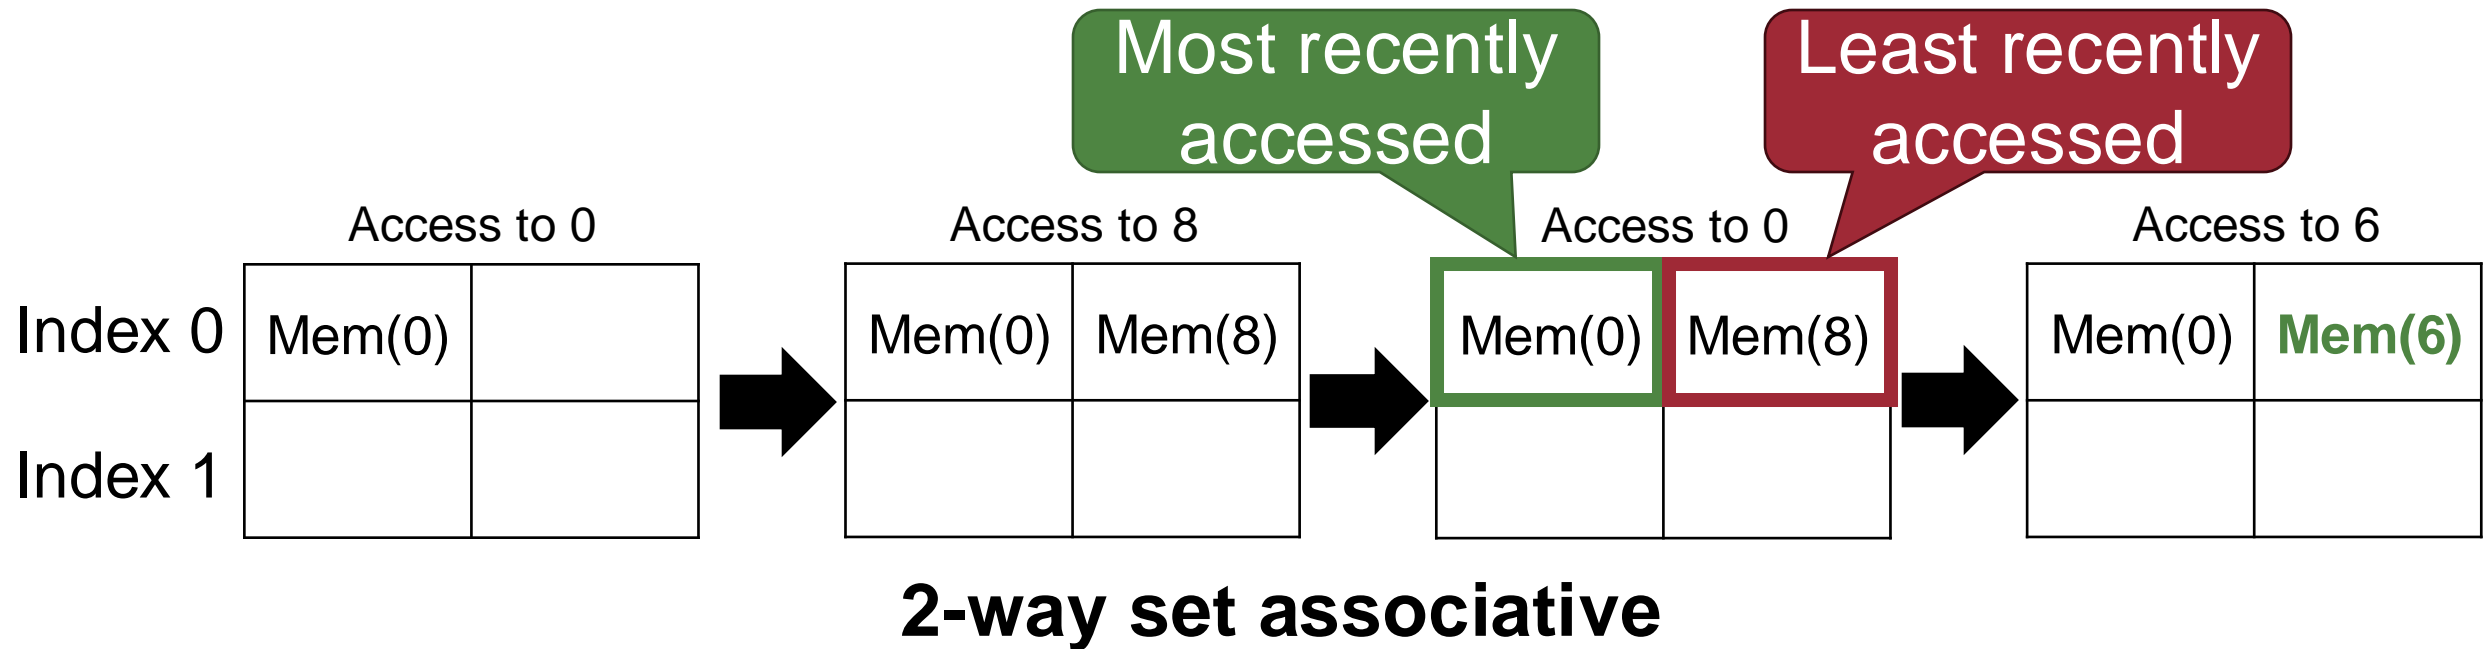 Most recently
accessed
Least recently
accessed
Access to 0
Access to 8
Access to 0
Access to 6
Index 0
Mem(0)
Mem(0)
Mem(8)
Mem(0)
Mem(8)
Mem(0)
Mem(6)
Index 1
2-way set associative